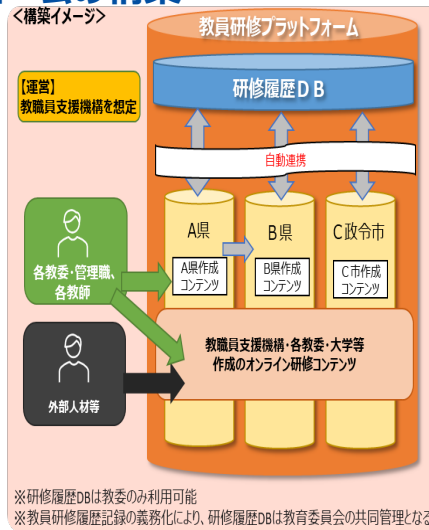 <構築イメージ>
教員研修プラットフォーム
【運営】
教職員支援機構を想定
研修履歴DB
自動連携
A県
B県
C政令市
A県作成
コンテンツ
B県作成
コンテンツ
C市作成
コンテンツ
各教委・管理職、
各教師
教職員支援機構・各教委・大学等
作成のオンライン研修コンテンツ
外部人材等
※研修履歴DBは教委のみ利用可能
※教員研修履歴記録の義務化により、研修履歴DBは教育委員会の共同管理となる